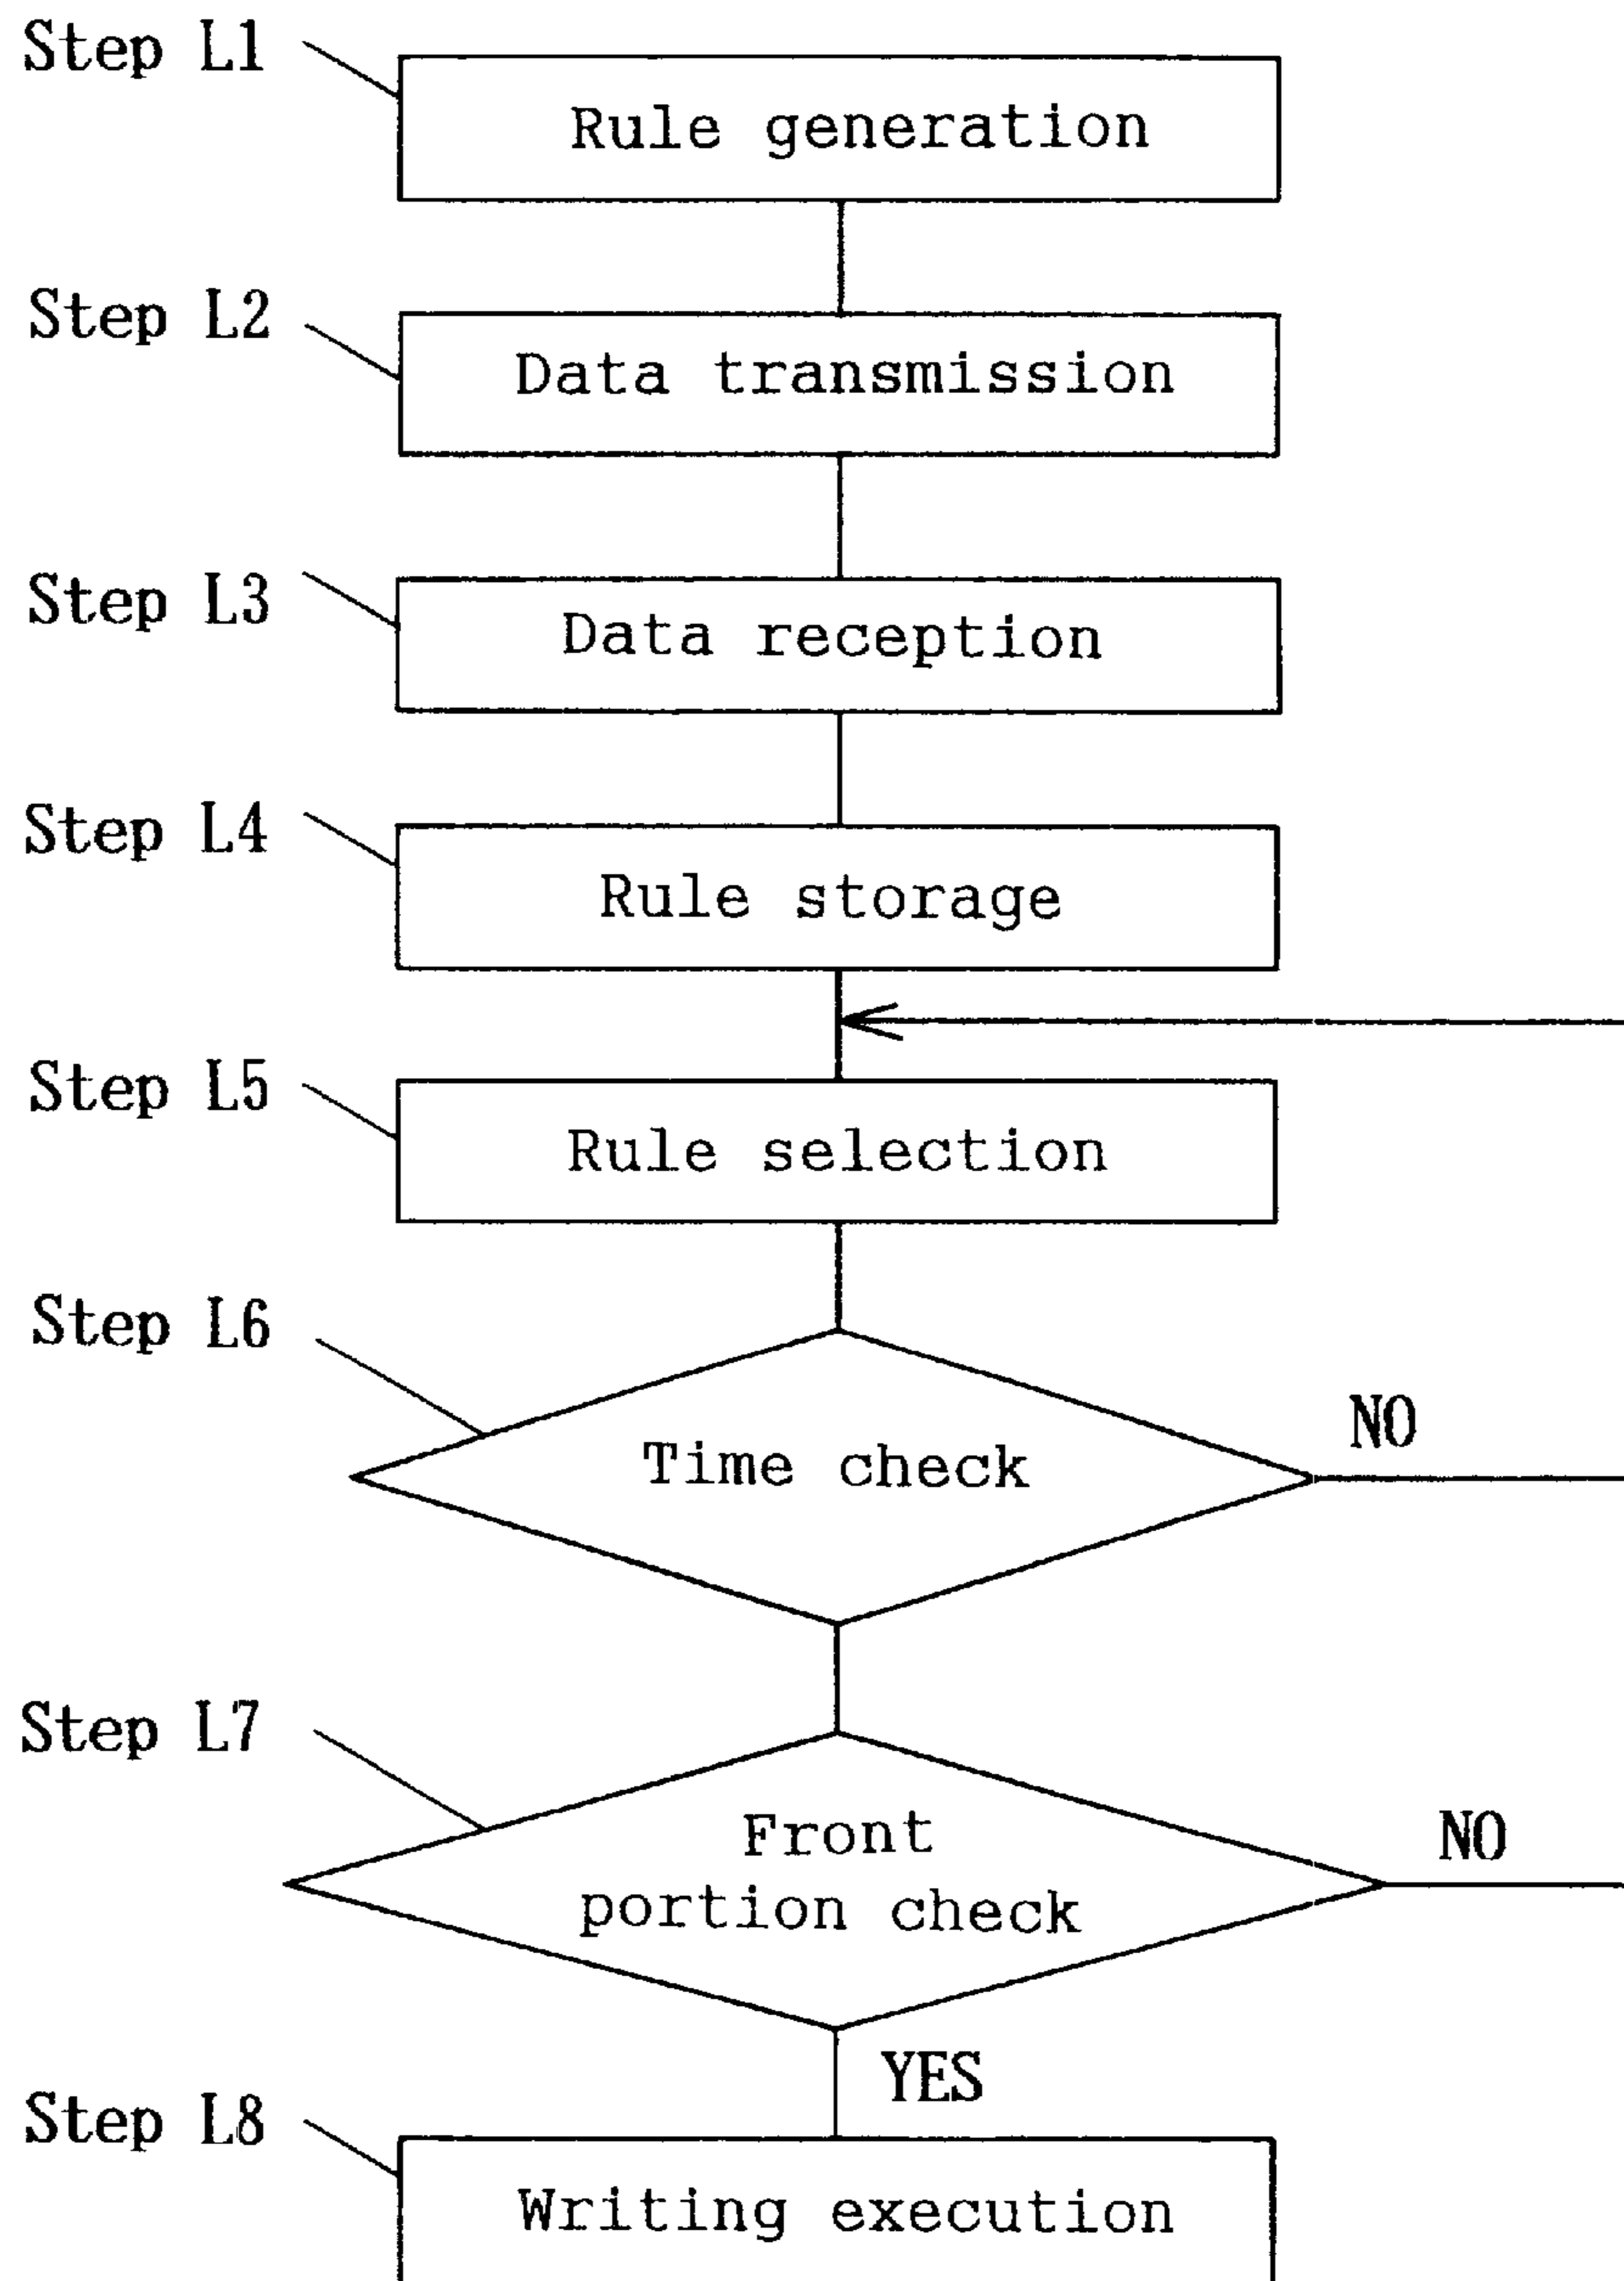 Step L1
Rule generation
Step L2
Data transmission
Step L3
Data reception
Step L4
Rule storage
Step L5
Rule selection
Step L6
Time check
NO
Step L7
Front
portion check
NO
YES
Step L8
Writing execution